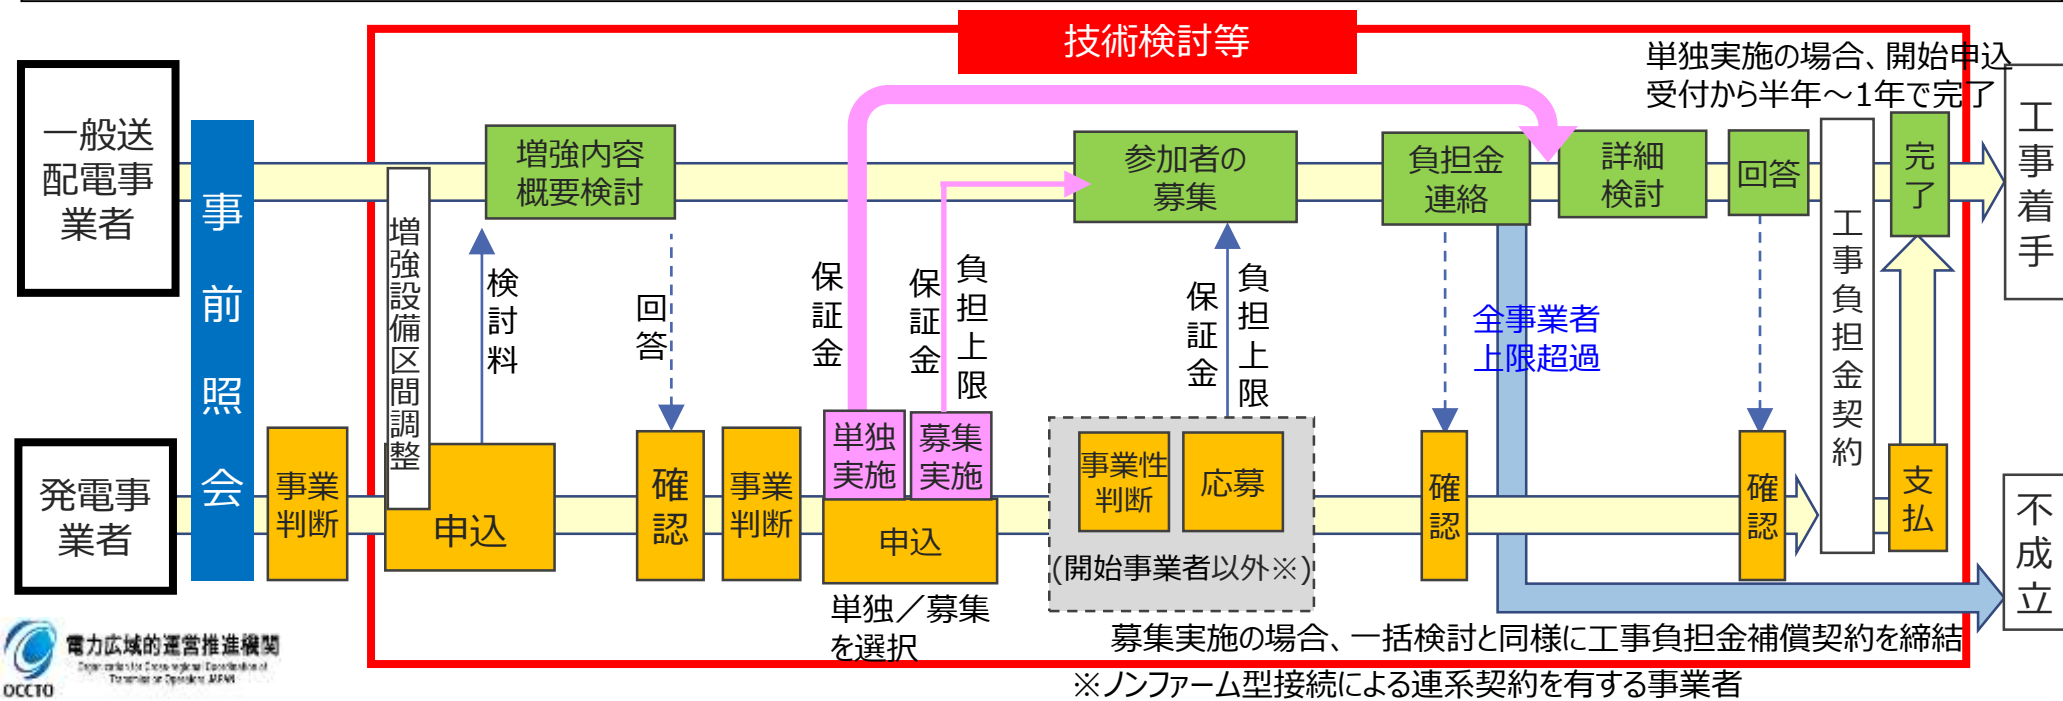 技術検討等
単独実施の場合、開始申込
受付から半年～1年で完了
一般送
配電事
業者
事前照会
増強設備区間調整
増強内容
概要検討
参加者の
募集
負担金
連絡
詳細
検討
回答
工事負担金契約
完了
工事着手
検討料
回答
保証金
保証金
負担上限
保証金
負担上限
全事業者
上限超過
発電事
業者
事業
判断
申込
確認
事業
判断
単独
実施
募集
実施
申込
単独／募集
を選択
事業性
判断
応募
(開始事業者以外※)
確認
確認
支払
不成立
募集実施の場合、一括検討と同様に工事負担金補償契約を締結
※ノンファーム型接続による連系契約を有する事業者
電力広域的運営推進機関
Organization for Cross-regional Coordination of
Transmission Operators JAPAN
OCCTO